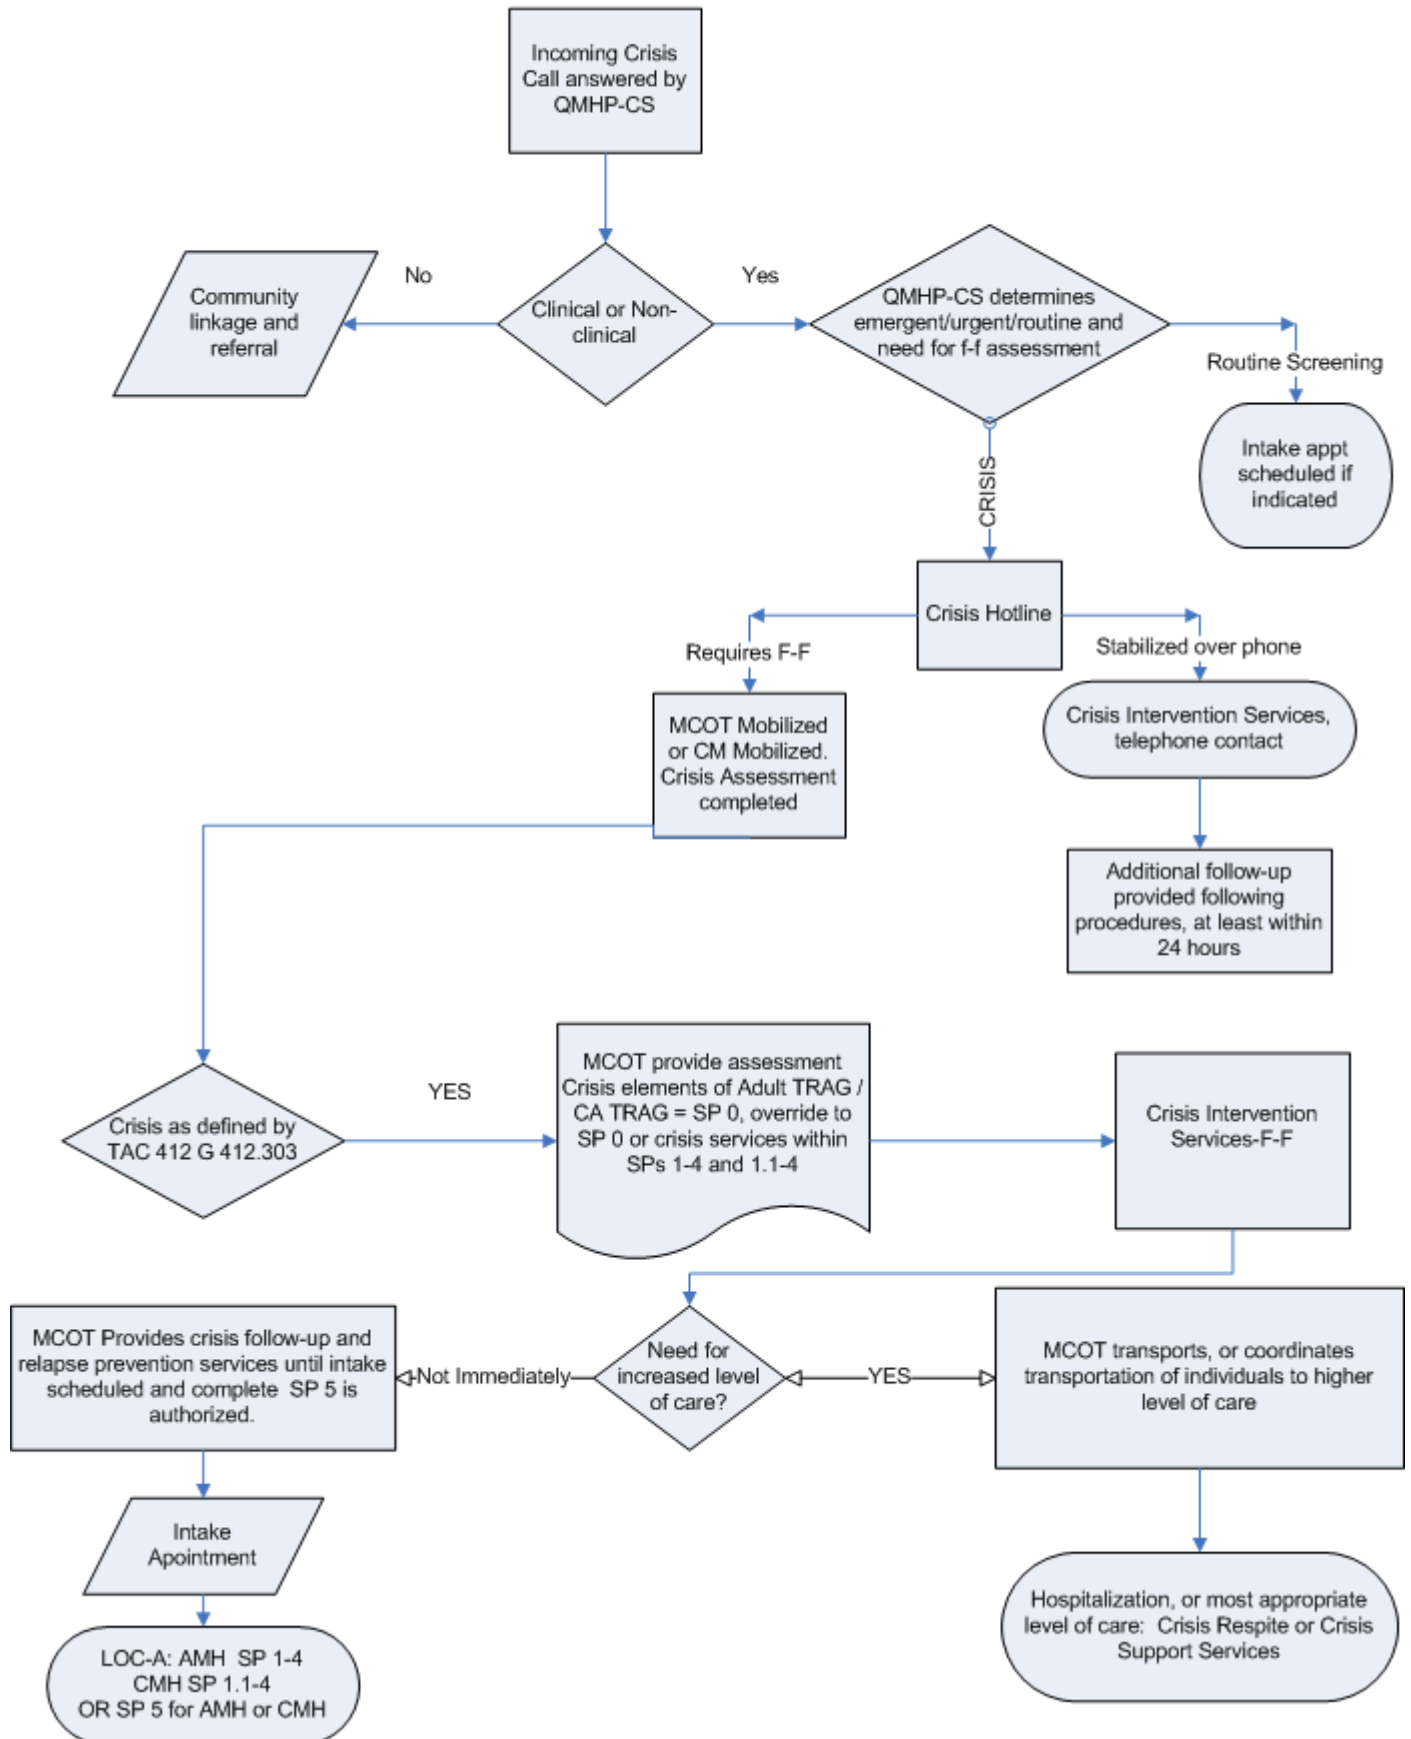 Incoming Crisis
Call answered by
QMHP-CS
No
Yes
Community
linkage and
referral
Clinical or Non-
clinical
QMHP-CS determines
emergent/urgent/routine and
need for f-f assessment
Routine Screening
Intake appt
scheduled if
indicated
CRISIS
Crisis Hotline
Requires F-F
Stabilized over phone
MCOT Mobilized
or CM Mobilized.
Crisis Assessment
completed
Crisis Intervention Services,
telephone contact
Additional follow-up
provided following
procedures, at least within
24 hours
Crisis as defined by
TAC 412 G 412.303
YES
MCOT provide assessment
Crisis elements of Adult TRAG /
CA TRAG = SP 0, override to
SP 0 or crisis services within
SPs 1-4 and 1.1-4
Crisis Intervention
Services-F-F
MCOT Provides crisis follow-up and
relapse prevention services until intake
scheduled and complete  SP 5 is
authorized.
Not Immediately
Need for
increased level
of care?
YES
MCOT transports, or coordinates
transportation of individuals to higher
level of care
Intake
Apointment
LOC-A: AMH  SP 1-4
CMH SP 1.1-4
OR SP 5 for AMH or CMH
Hospitalization, or most appropriate
level of care:  Crisis Respite or Crisis
Support Services